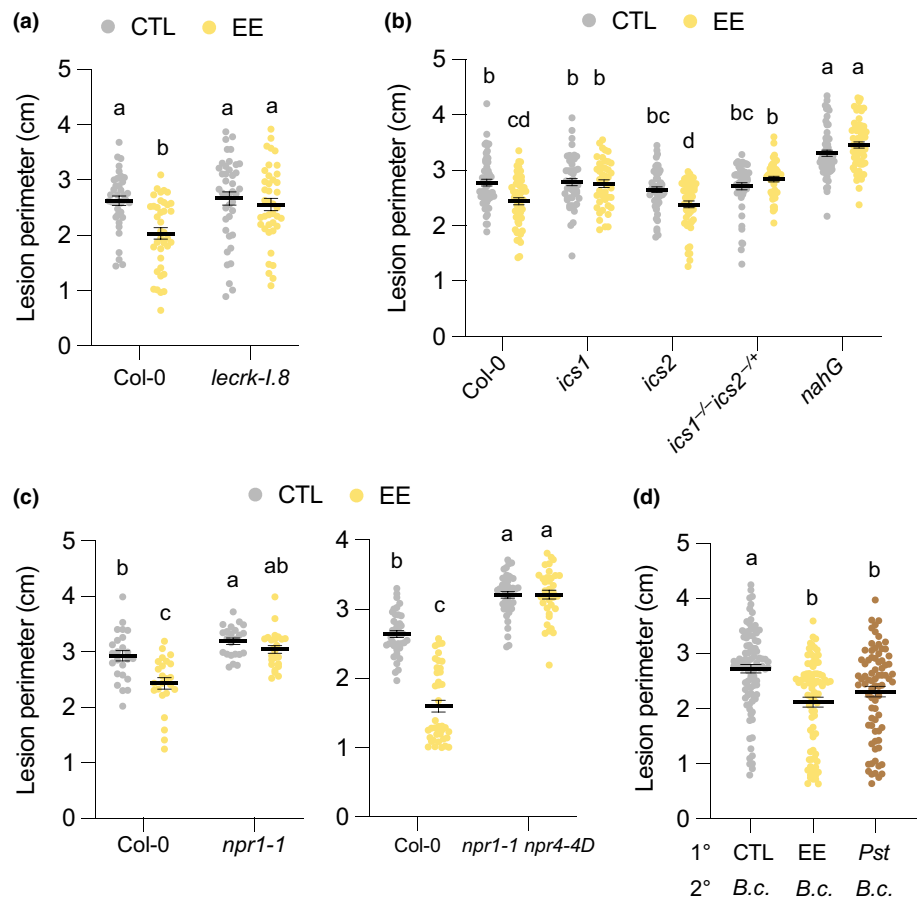 (a)
CTL EE
Lesion perimeter (cm)
5
4
3
2
1
0
a b a a
Col-0 lecrk-I.8
(b)
CTL EE
Lesion perimeter (cm)
5
4
3
2
1
0
b cd b b bc d bc b a a
Col-0 ics1 ics2 ics1⁻/⁻ics2⁻/⁺ nahG
(c)
CTL EE
Lesion perimeter (cm)
5
4
3
2
1
0
b c a ab
Col-0 npr1-1
4
3
2
1
0
b c a a
Col-0 npr1-1 npr4-4D
(d)
Lesion perimeter (cm)
5
4
3
2
1
0
a b b
1° CTL EE Pst
2° B.c. B.c. B.c.